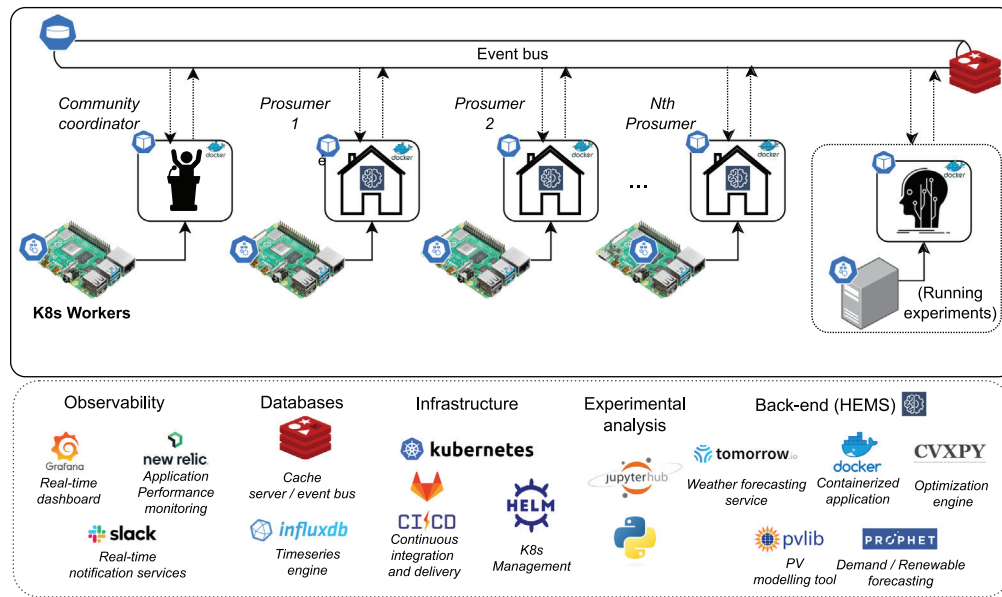 Event bus
Community
coordinator
Prosumer
1
Prosumer
2
Nth
Prosumer
docker
e
docker
docker
docker
docker
...
K8s Workers
(Running
experiments)
Observability
Databases
Infrastructure
Experimental
analysis
Back-end (HEMS)
Grafana
Real-time
dashboard
new relic
Application
Performance
monitoring
slack
Real-time
notification services
Cache
server / event bus
influxdb
Timeseries
engine
kubernetes
CI CD
Continuous
integration
and delivery
HELM
K8s
Management
jupyterhub
tomorrow.io
Weather forecasting
service
docker
Containerized
application
CVXPY
Optimization
engine
pvlib
PV
modelling tool
PROPHET
Demand / Renewable
forecasting